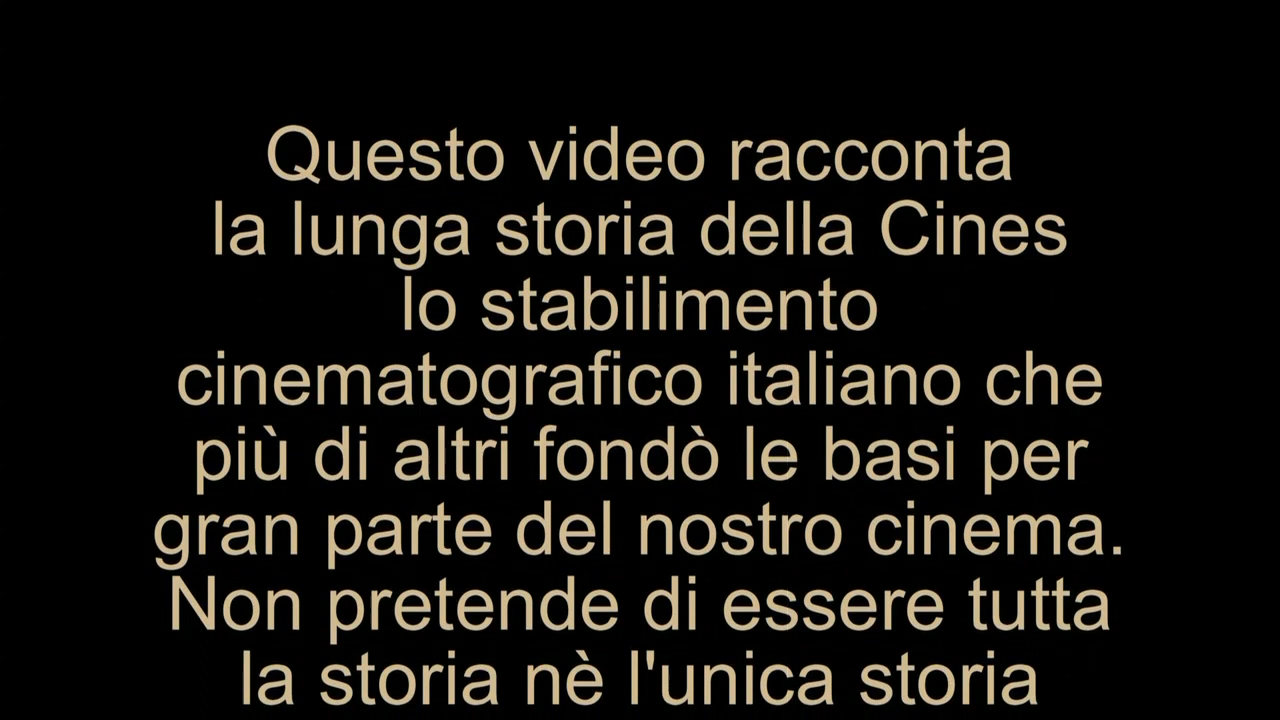 Questo video racconta
la lunga storia della Cines
lo stabilimento
cinematografico italiano che
più di altri fondò le basi per
gran parte del nostro cinema.
Non pretende di essere tutta
la storia nè l'unica storia